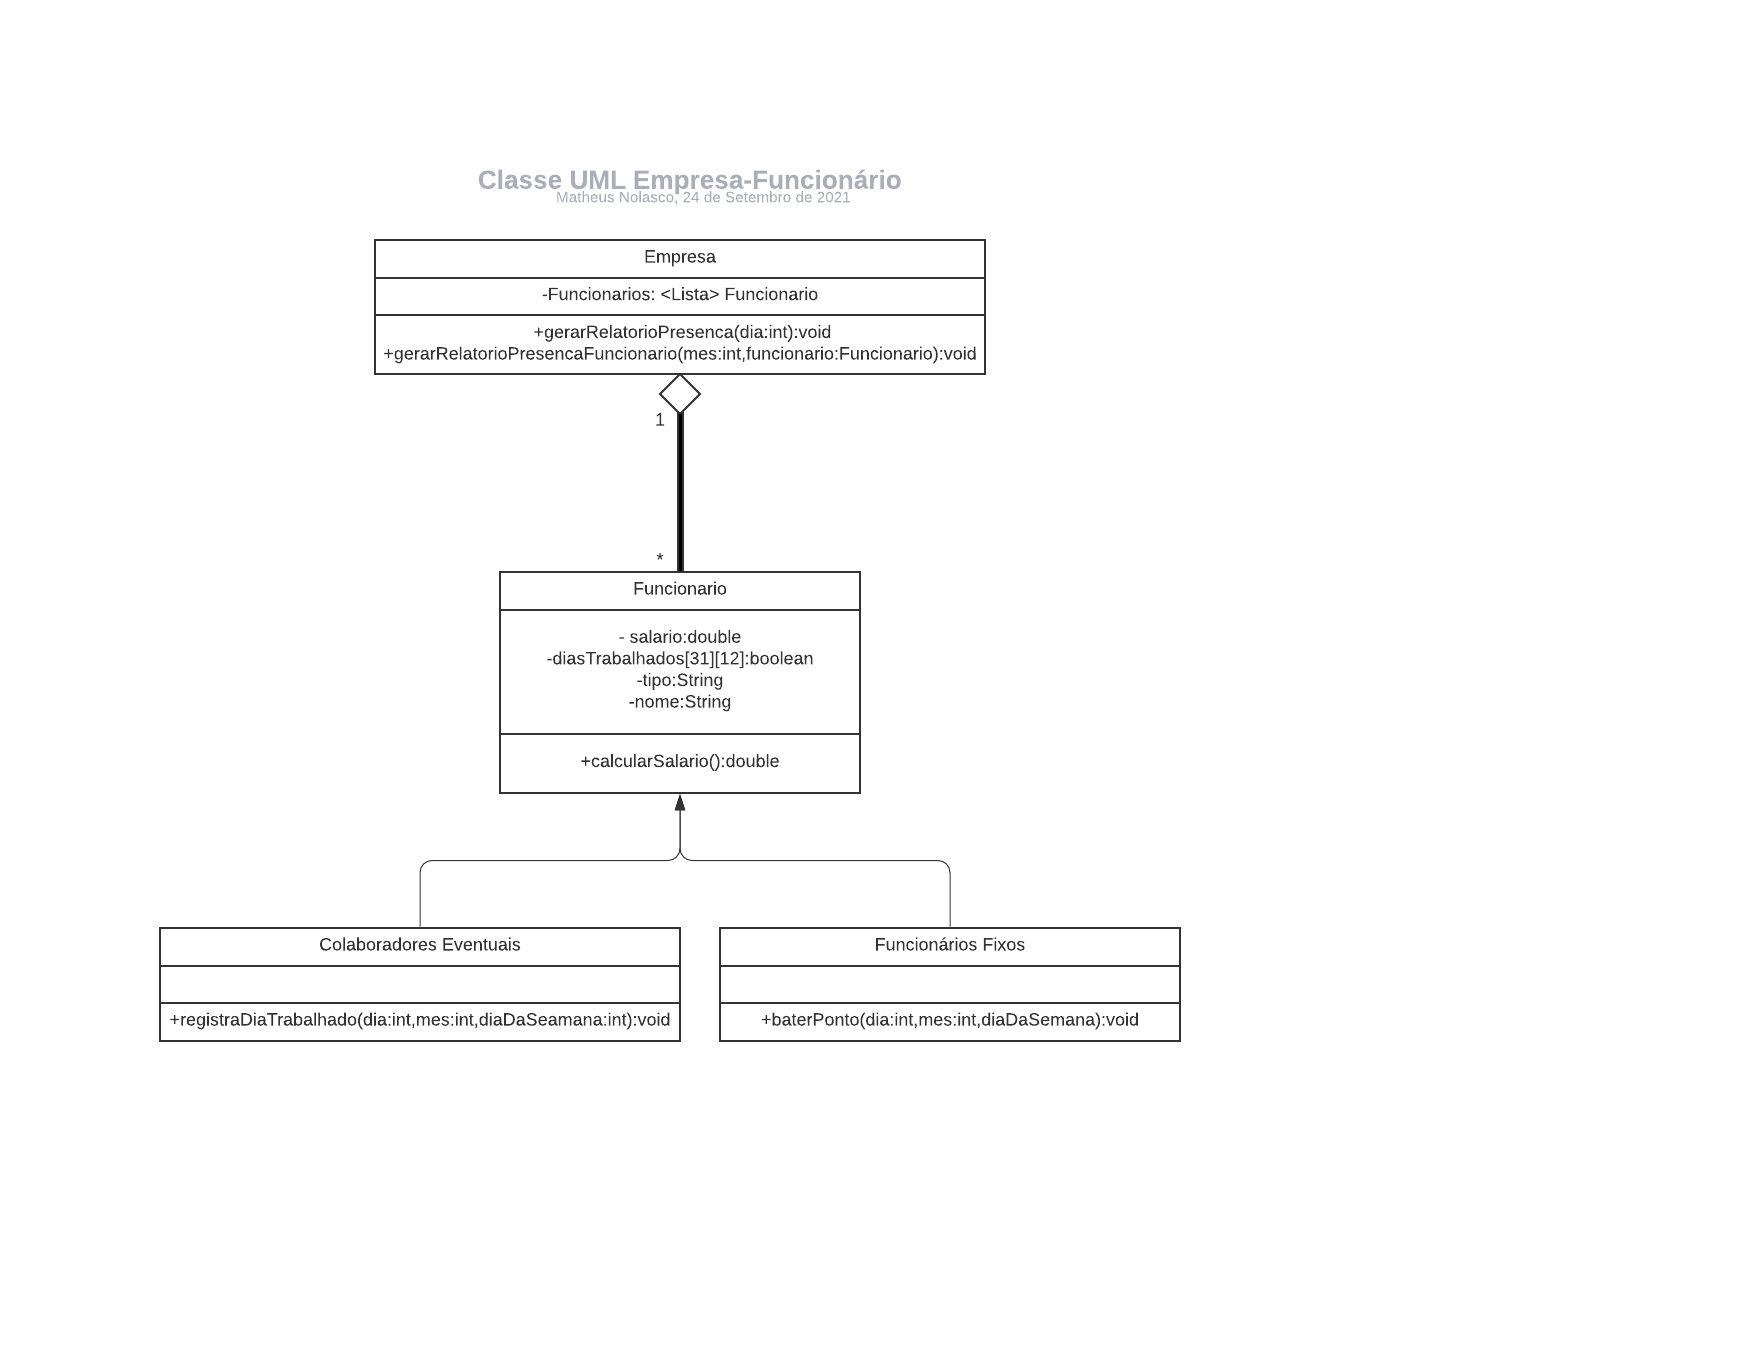 Classe UML Empresa-Funcionário
Matheus Nolasco, 24 de Setembro de 2021
Empresa
-Funcionarios: <Lista> Funcionario
+gerarRelatorioPresenca(dia:int):void
+gerarRelatorioPresencaFuncionario(mes:int,funcionario:Funcionario):void
1
*
Funcionario
- salario:double
-diasTrabalhados[31][12]:boolean
-tipo:String
-nome:String
+calcularSalario():double
Colaboradores Eventuais
+registraDiaTrabalhado(dia:int,mes:int,diaDaSeamana:int):void
Funcionários Fixos
+baterPonto(dia:int,mes:int,diaDaSemana):void